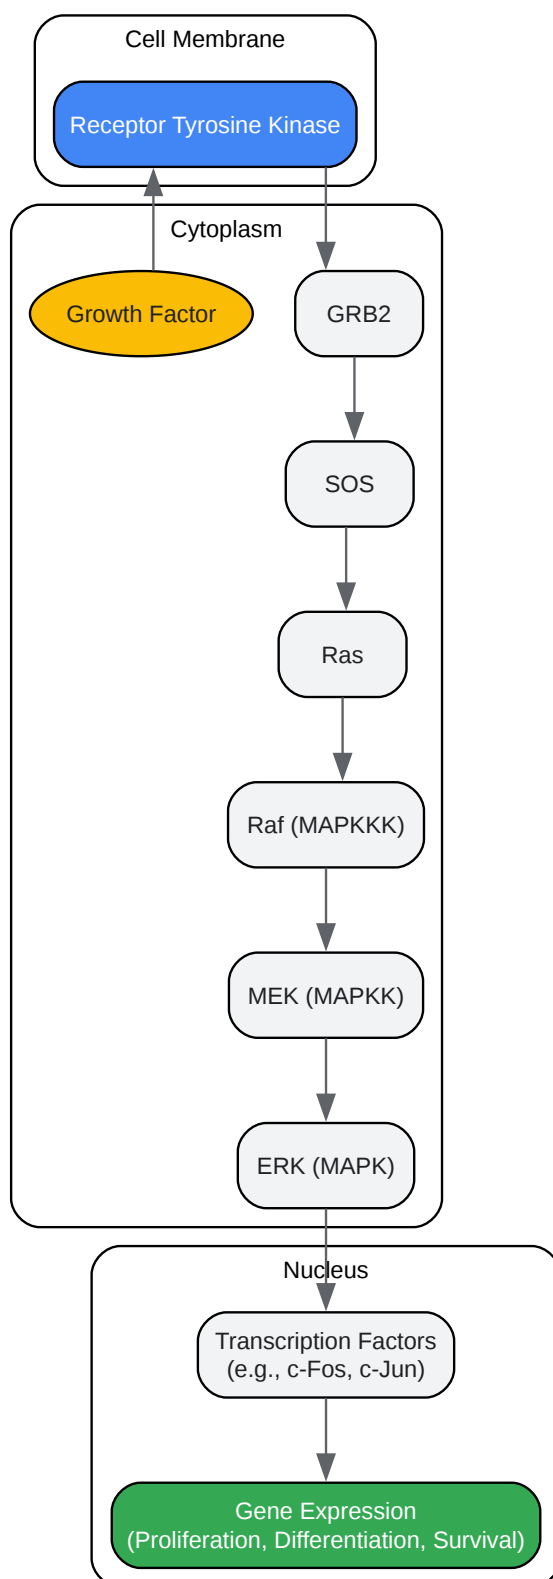 Cell Membrane
Receptor Tyrosine Kinase
Cytoplasm
Growth Factor
GRB2
SOS
Ras
Raf (MAPKKK)
MEK (MAPKK)
ERK (MAPK)
Nucleus
Transcription Factors
(e.g., c-Fos, c-Jun)
Gene Expression
(Proliferation, Differentiation, Survival)